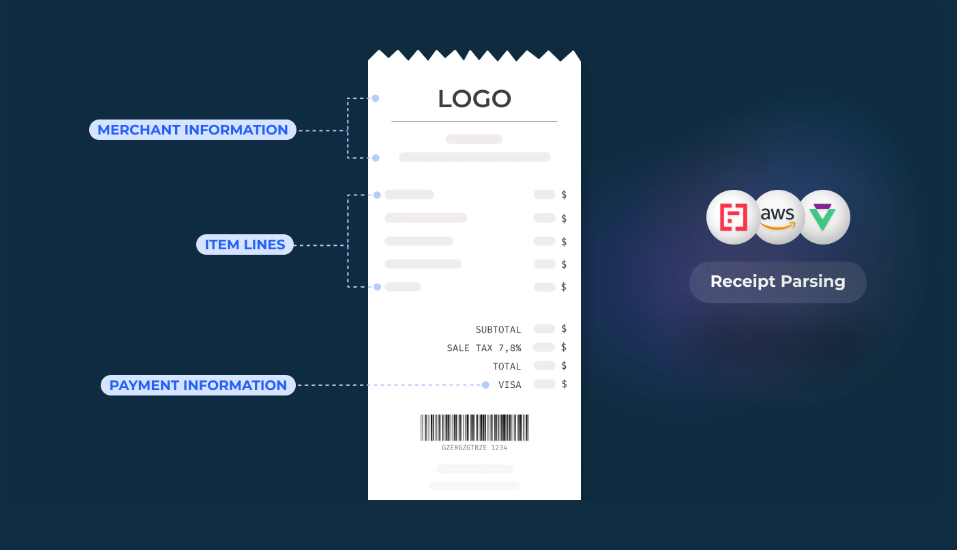 LOGO
MERCHANT INFORMATION
$
ITEM LINES
$
$
$
$
SUBTOTAL $
SALE TAX 7,8% $
TOTAL $
PAYMENT INFORMATION
VISA $
GZERGZGTRZE 1234
aws
Receipt Parsing